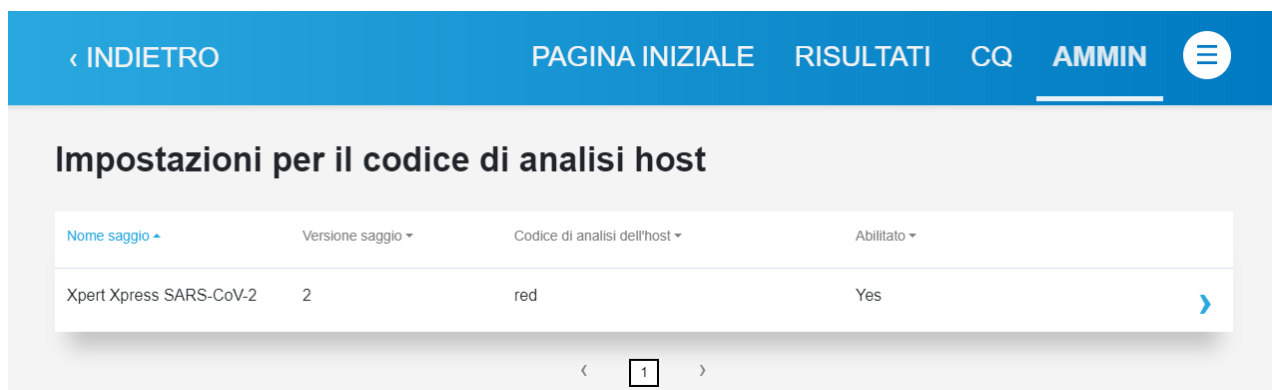 ‹ INDIETRO PAGINA INIZIALE RISULTATI CQ AMMIN
Impostazioni per il codice di analisi host
Nome saggio Versione saggio Codice di analisi dell'host Abilitato
Xpert Xpress SARS-CoV-2 2 red Yes
‹ 1 ›